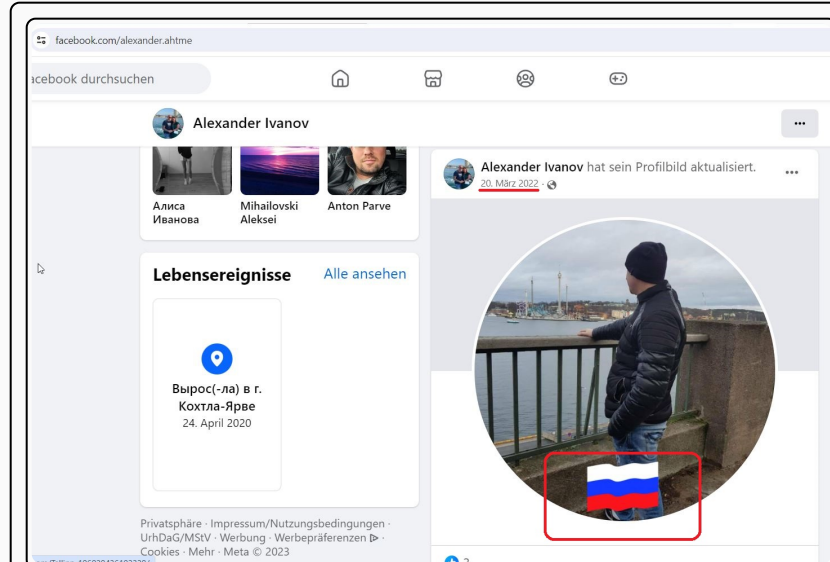 facebook.com/alexander.ahtme
acebook durchsuchen
Alexander Ivanov
Алиса
Иванова
Mihailovski
Aleksei
Anton Parve
Lebensereignisse
Alle ansehen
Вырос(-ла) в г.
Кохтла-Ярве
24. April 2020
Privatsphäre · Impressum/Nutzungsbedingungen ·
UrhDaG/MStV · Werbung · Werbepräferenzen ·
Cookies · Mehr · Meta © 2023
Alexander Ivanov hat sein Profilbild aktualisiert.
20. März 2022